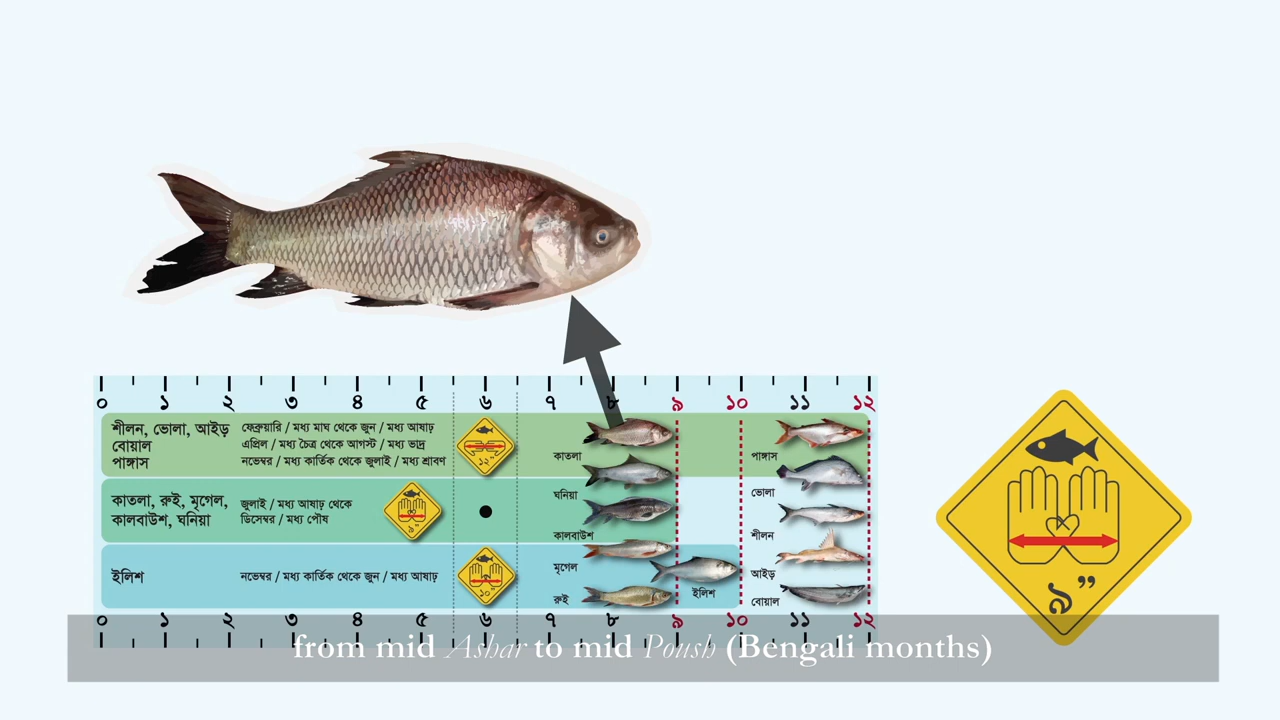 ০ ১ ২ ৩ ৪ ৫ ৬ ৭ ৮ ৯ ১০ ১১ ১২
শীলন, ভোলা, আইড়
বোয়াল
পাঙ্গাস
ফেব্রুয়ারি / মধ্য মাঘ থেকে জুন / মধ্য আষাঢ়
এপ্রিল / মধ্য চৈত্র থেকে আগস্ট / মধ্য ভাদ্র
নভেম্বর / মধ্য কার্তিক থেকে জুলাই / মধ্য শ্রাবণ
১২"
কাতলা
পাঙ্গাস
কাতলা, রুই, মৃগেল,
কালবাউশ, ঘনিয়া
জুলাই / মধ্য আষাঢ় থেকে
ডিসেম্বর / মধ্য পৌষ
৯"
ঘনিয়া
ভোলা
কালবাউশ
শীলন
ইলিশ
নভেম্বর / মধ্য কার্তিক থেকে জুন / মধ্য আষাঢ়
১০"
মৃগেল
আইড়
রুই
ইলিশ
বোয়াল
৯”
০ ১ ২ ৩ ৪ ৫ ৬ ৭ ৮ ৯ ১০ ১১ ১২
from mid Ashar to mid Poush (Bengali months)